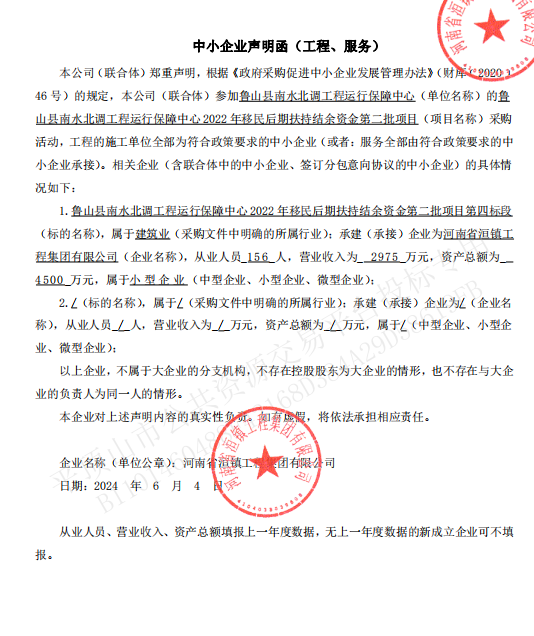 中小企业声明函（工程、服务）
本公司（联合体）郑重声明，根据《政府采购促进中小企业发展管理办法》（财库〔2020〕
46 号）的规定，本公司（联合体）参加鲁山县南水北调工程运行保障中心（单位名称）的鲁
山县南水北调工程运行保障中心2022 年移民后期扶持结余资金第二批项目（项目名称）采购
活动，工程的施工单位全部为符合政策要求的中小企业（或者：服务全部由符合政策要求的中
小企业承接）。相关企业（含联合体中的中小企业、签订分包意向协议的中小企业）的具体情
况如下：
1.鲁山县南水北调工程运行保障中心 2022 年移民后期扶持结余资金第二批项目第四标段
（标的名称），属于建筑业（采购文件中明确的所属行业）；承建（承接）企业为河南省洹镇工
程集团有限公司（企业名称），从业人员 156 人，营业收入为 2975 万元，资产总额为
4500 万元，属于小型企业（中型企业、小型企业、微型企业）；
2./（标的名称），属于/（采购文件中明确的所属行业）；承建（承接）企业为/（企业名
称），从业人员 / 人，营业收入为 / 万元，资产总额为 / 万元，属于/（中型企业、小型企
业、微型企业）；
以上企业，不属于大企业的分支机构，不存在控股股东为大企业的情形，也不存在与大企
业的负责人为同一人的情形。
本企业对上述声明内容的真实性负责。如有虚假，将依法承担相应责任。
企业名称（单位公章）：河南省洹镇工程集团有限公司
日期：2024 年 6 月 4 日
从业人员、营业收入、资产总额填报上一年度数据，无上一年度数据的新成立企业可不填
报。
河南省洹镇工程集团有限公司
4104038039808